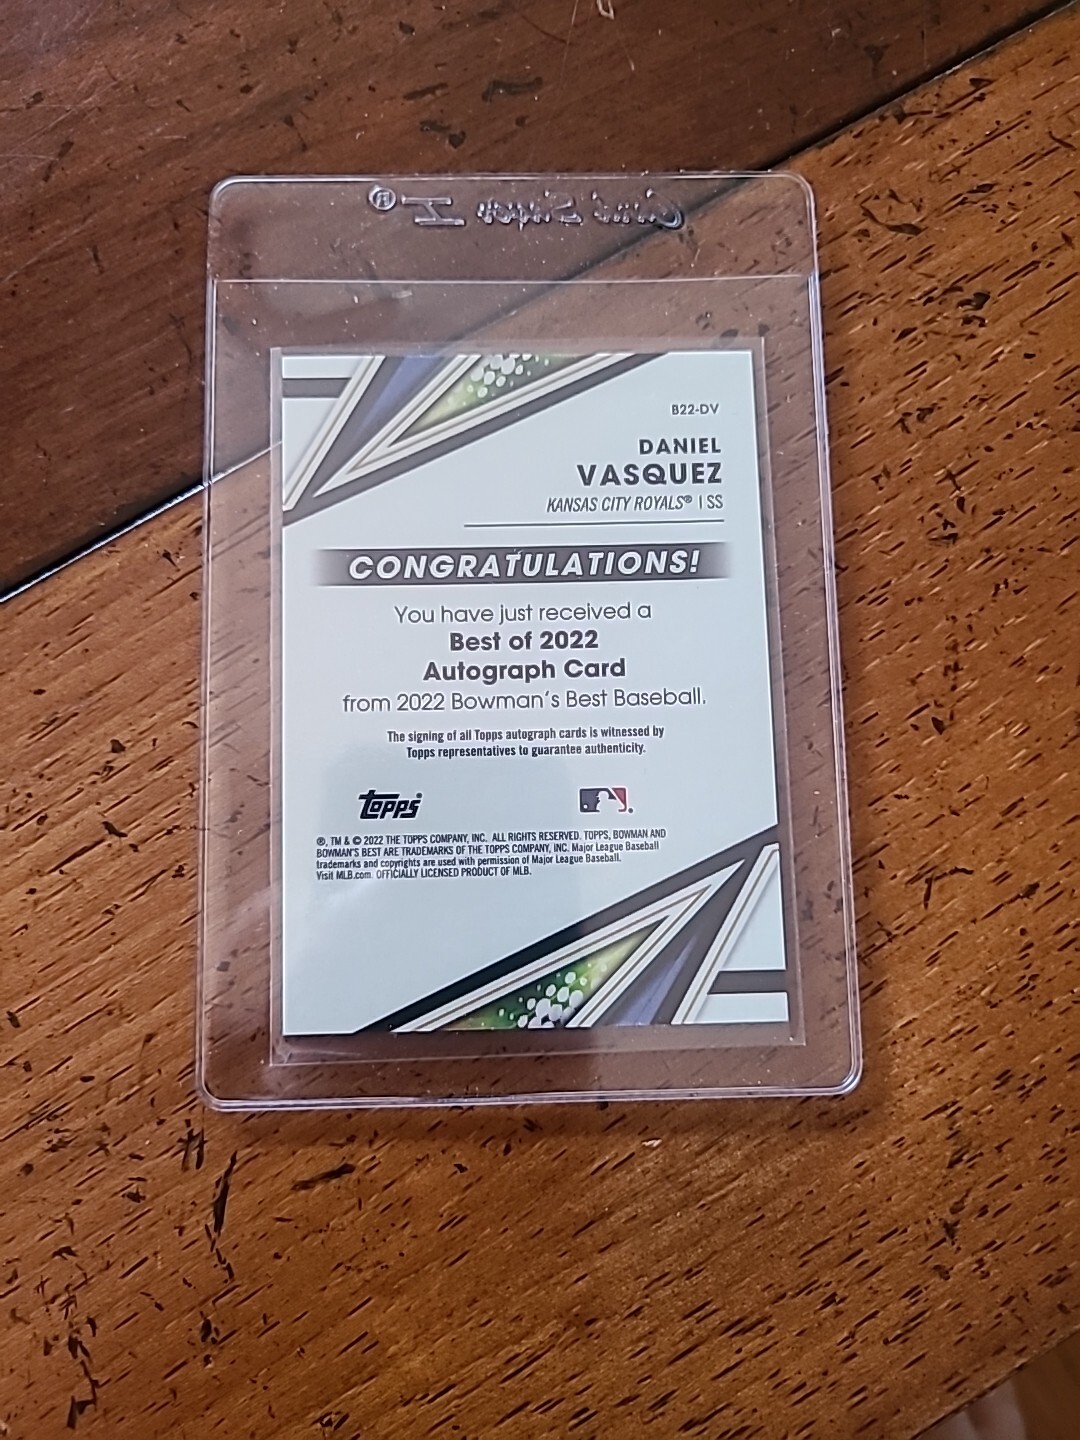 Card Saver I®
B22-DV
DANIEL
VASQUEZ
KANSAS CITY ROYALS® | SS
CONGRATULATIONS!
You have just received a
Best of 2022
Autograph Card
from 2022 Bowman's Best Baseball.
The signing of all Topps autograph cards is witnessed by
Topps representatives to guarantee authenticity.
topps
®, TM & © 2022 THE TOPPS COMPANY, INC. ALL RIGHTS RESERVED. TOPPS, BOWMAN AND
BOWMAN'S BEST ARE TRADEMARKS OF THE TOPPS COMPANY, INC. Major League Baseball
trademarks and copyrights are used with permission of Major League Baseball.
Visit MLB.com. OFFICIALLY LICENSED PRODUCT OF MLB.